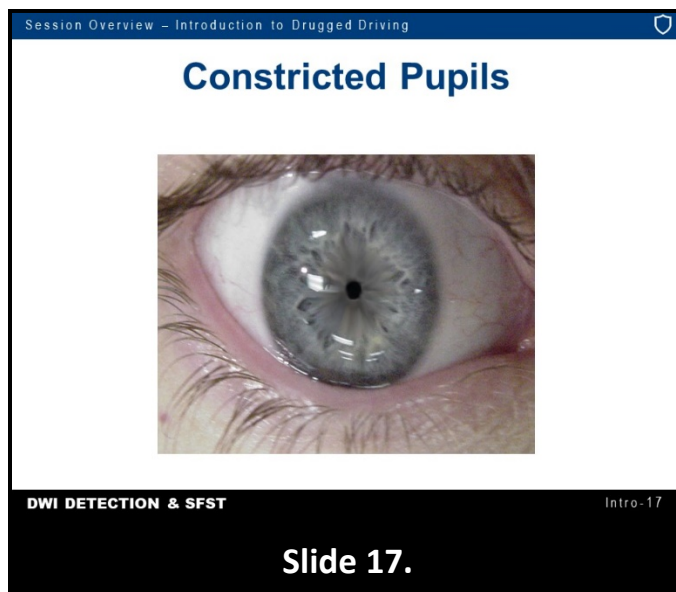 Session Overview – Introduction to Drugged Driving
Constricted Pupils
DWI DETECTION & SFST
Intro-17
Slide 17.